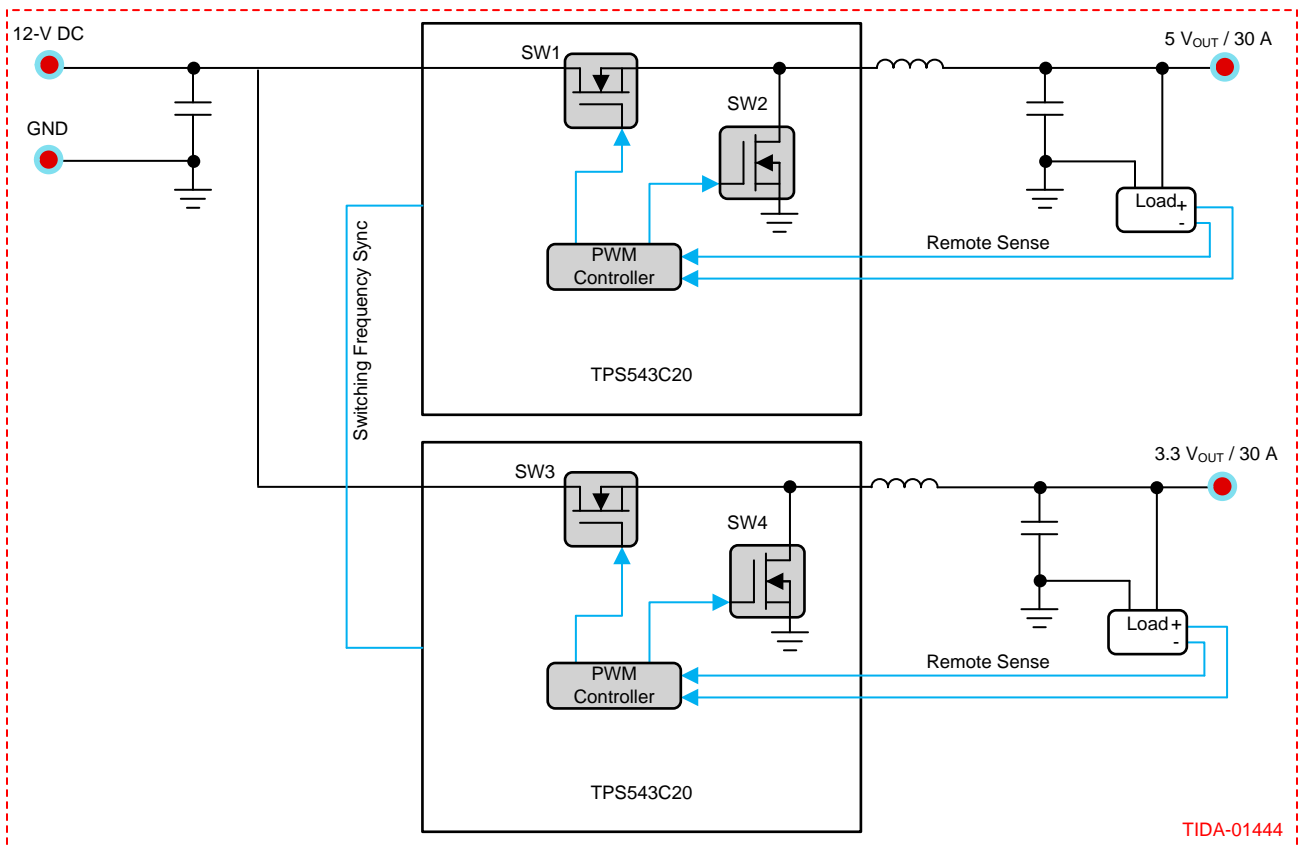 12-V DC
GND
SW1
SW2
5 VOUT / 30 A
Load
+
-
Remote Sense
PWM
Controller
TPS543C20
Switching Frequency Sync
SW3
SW4
3.3 VOUT / 30 A
Load
+
-
Remote Sense
PWM
Controller
TPS543C20
TIDA-01444